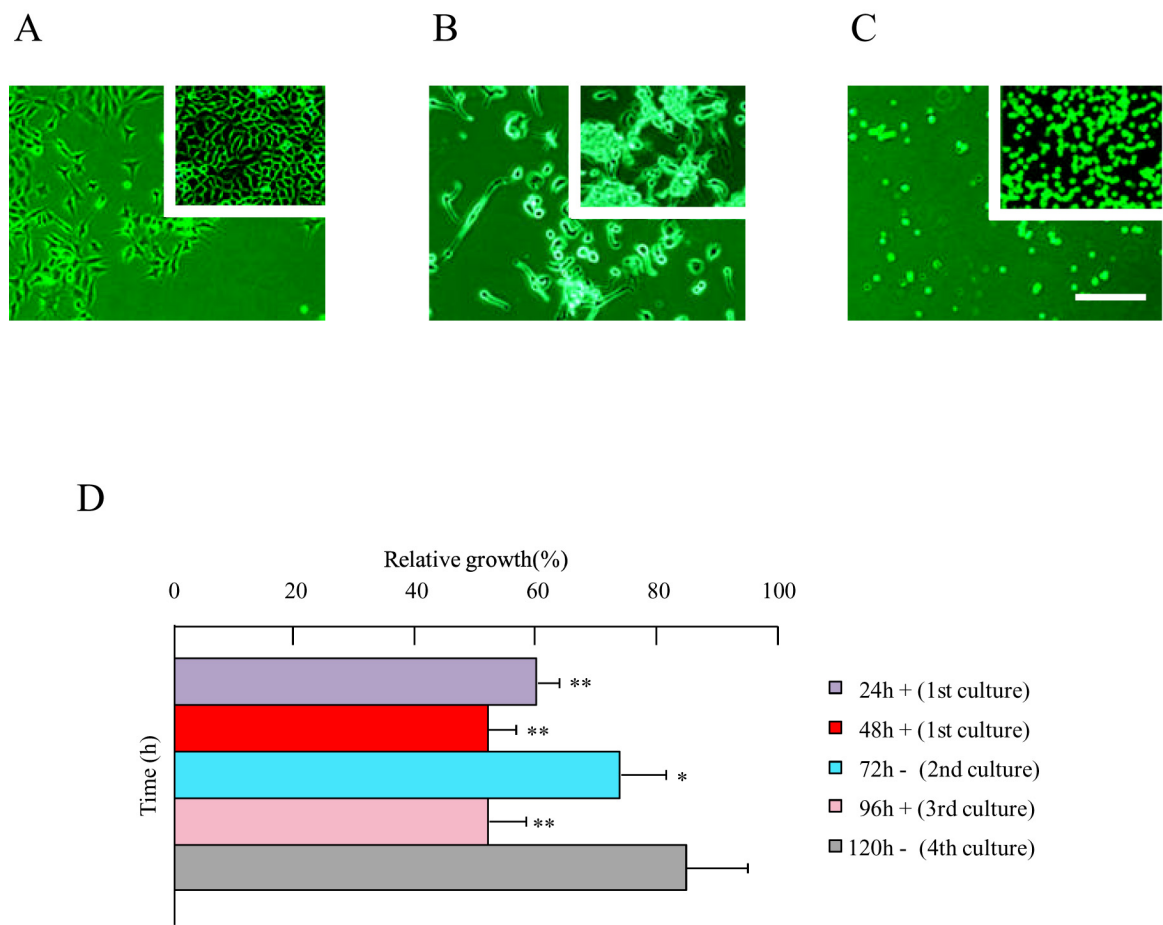 A
B
C
D
Relative growth(%)
0 20 40 60 80 100
Time (h)
**
**
*
**
24h + (1st culture)
48h + (1st culture)
72h - (2nd culture)
96h + (3rd culture)
120h - (4th culture)